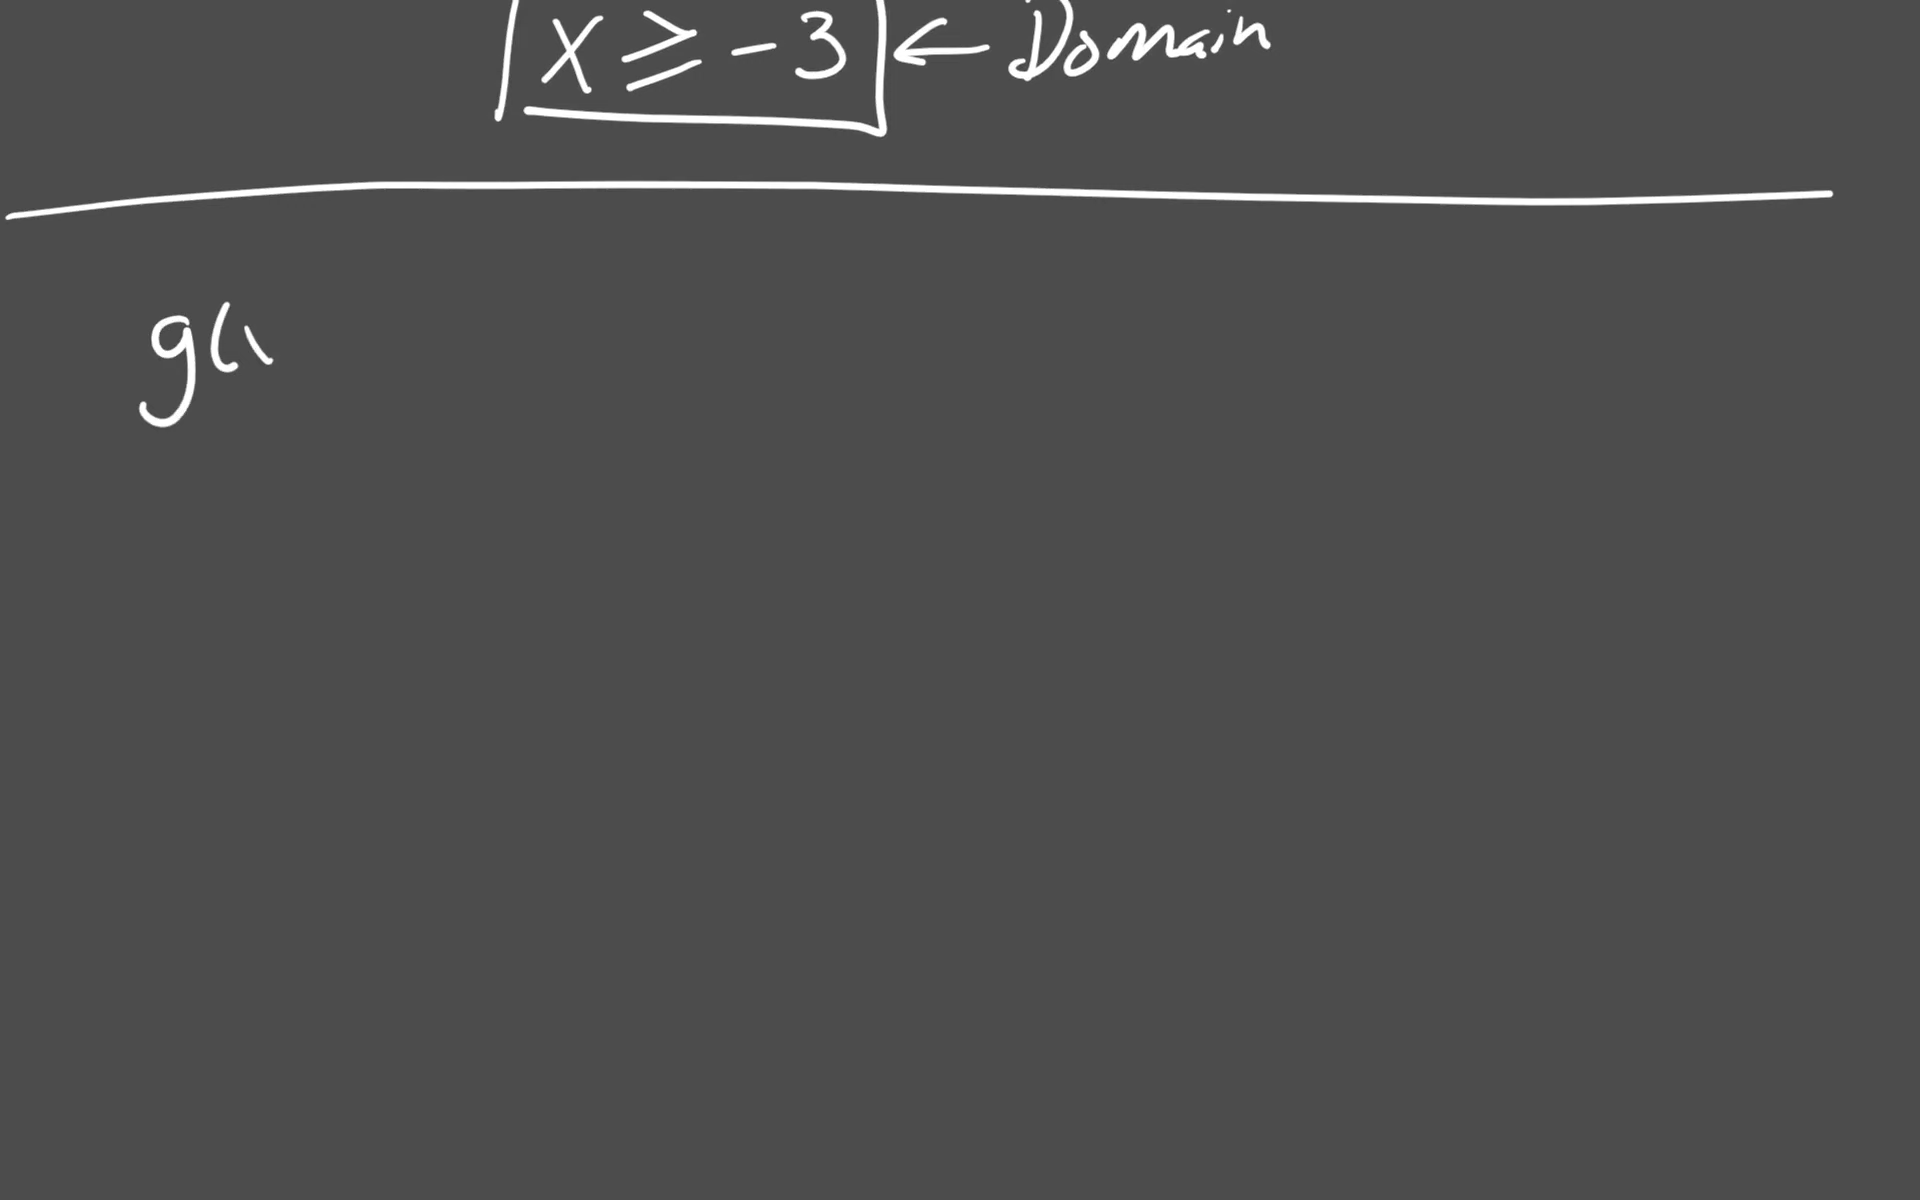 x ≥ -3 ← Domain
g(